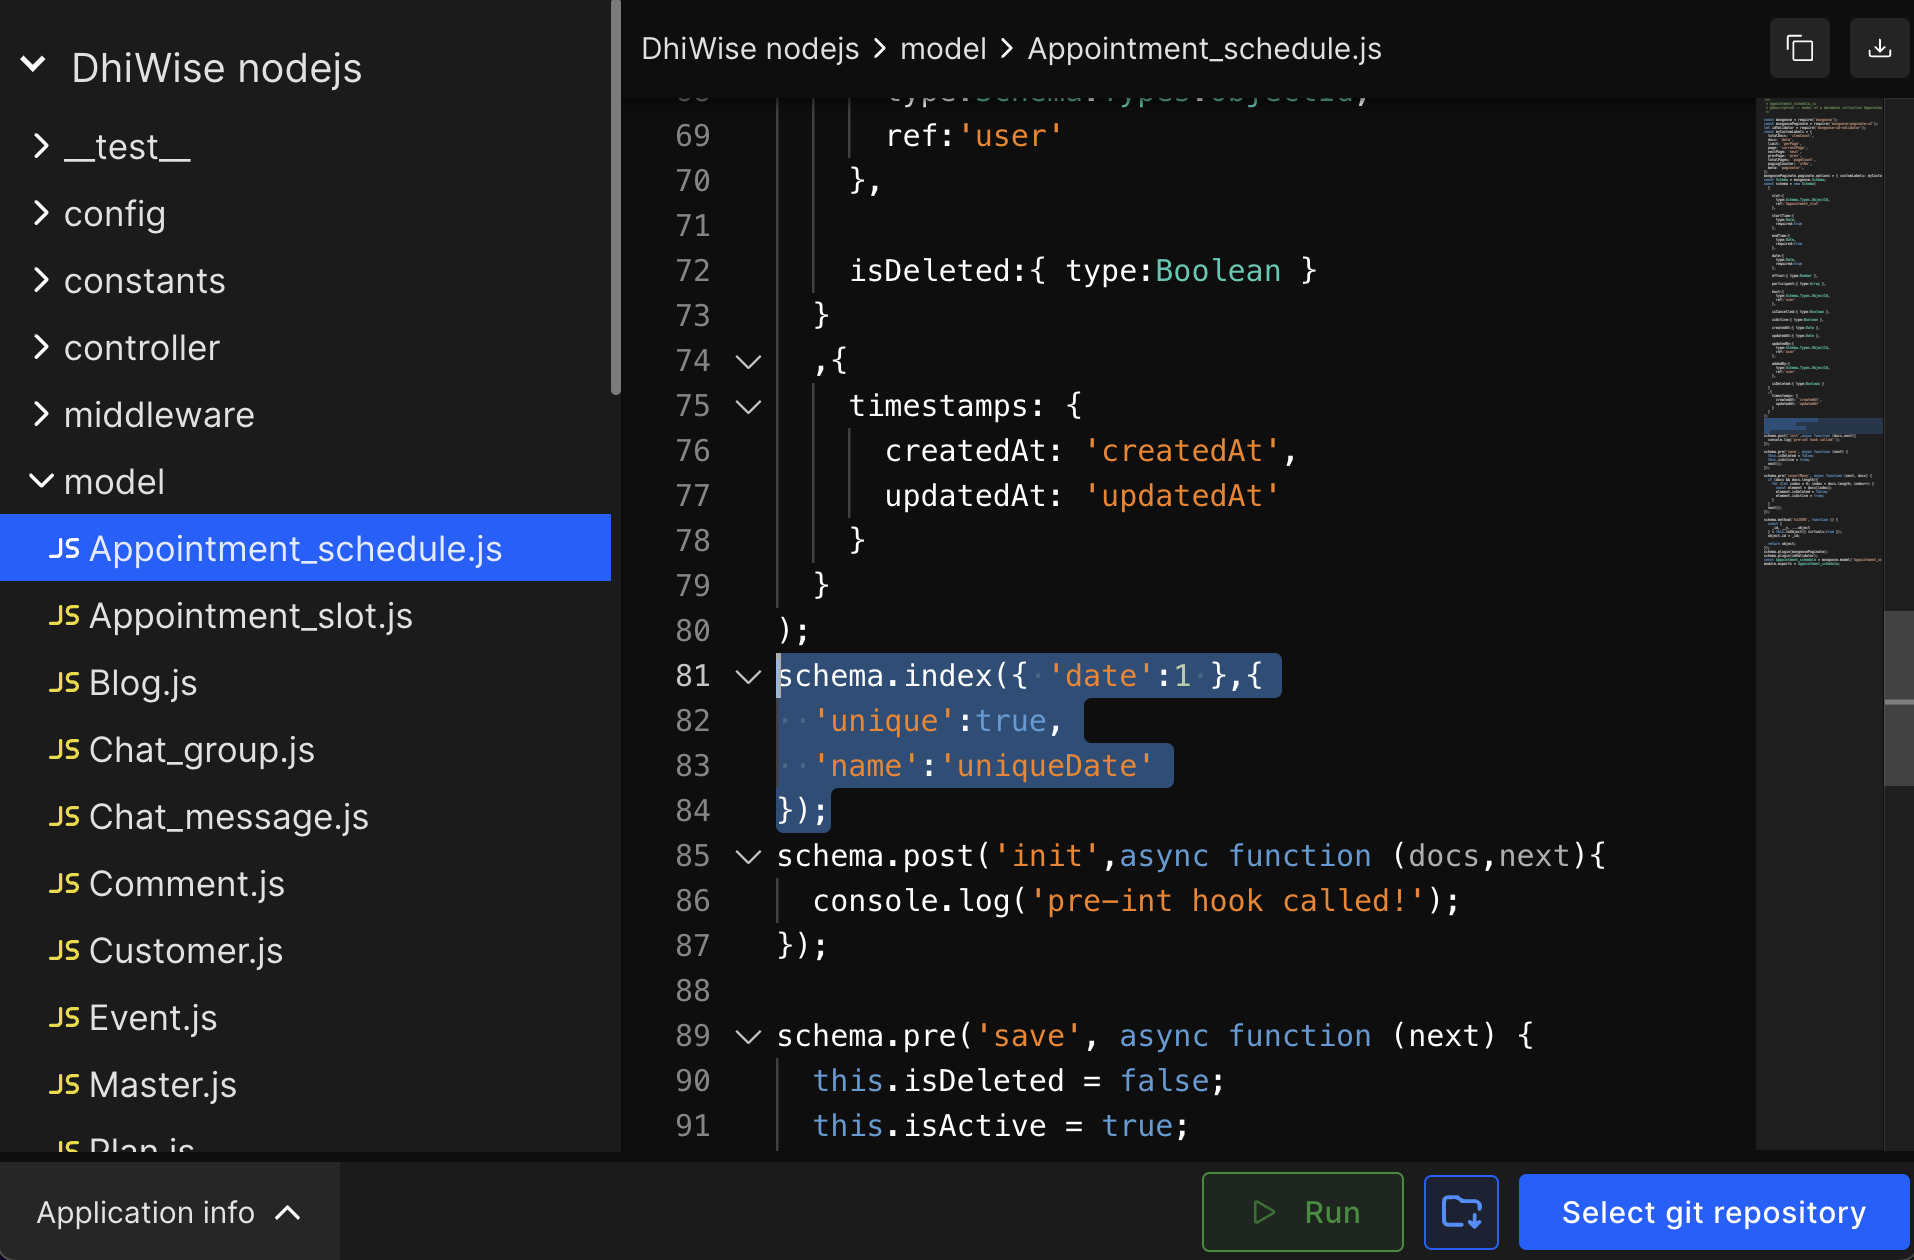 DhiWise nodejs
__test__
config
constants
controller
middleware
model
JS Appointment_schedule.js
JS Appointment_slot.js
JS Blog.js
JS Chat_group.js
JS Chat_message.js
JS Comment.js
JS Customer.js
JS Event.js
JS Master.js
JS Plan.js
Application info
DhiWise nodejs > model > Appointment_schedule.js
68 type:Schema.Types.ObjectId,
69 ref:'user'
70 },
71
72 isDeleted:{ type:Boolean }
73 }
74 ,{
75 timestamps: {
76 createdAt: 'createdAt',
77 updatedAt: 'updatedAt'
78 }
79 }
80 );
81 schema.index({ 'date':1 },{
82 'unique':true,
83 'name':'uniqueDate'
84 });
85 schema.post('init',async function (docs,next){
86 console.log('pre-int hook called!');
87 });
88
89 schema.pre('save', async function (next) {
90 this.isDeleted = false;
91 this.isActive = true;
Run
Select git repository